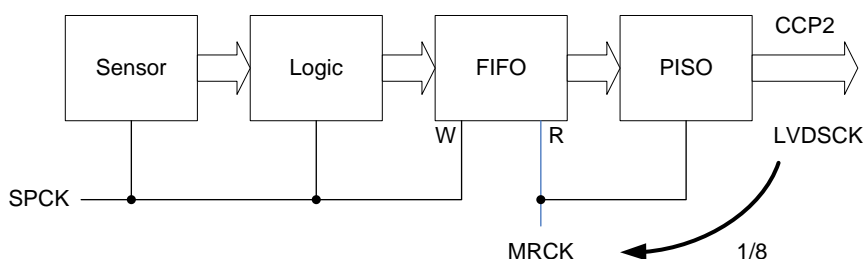 CCP2
Sensor
Logic
FIFO
PISO
W
R
LVDSCK
SPCK
MRCK
1/8